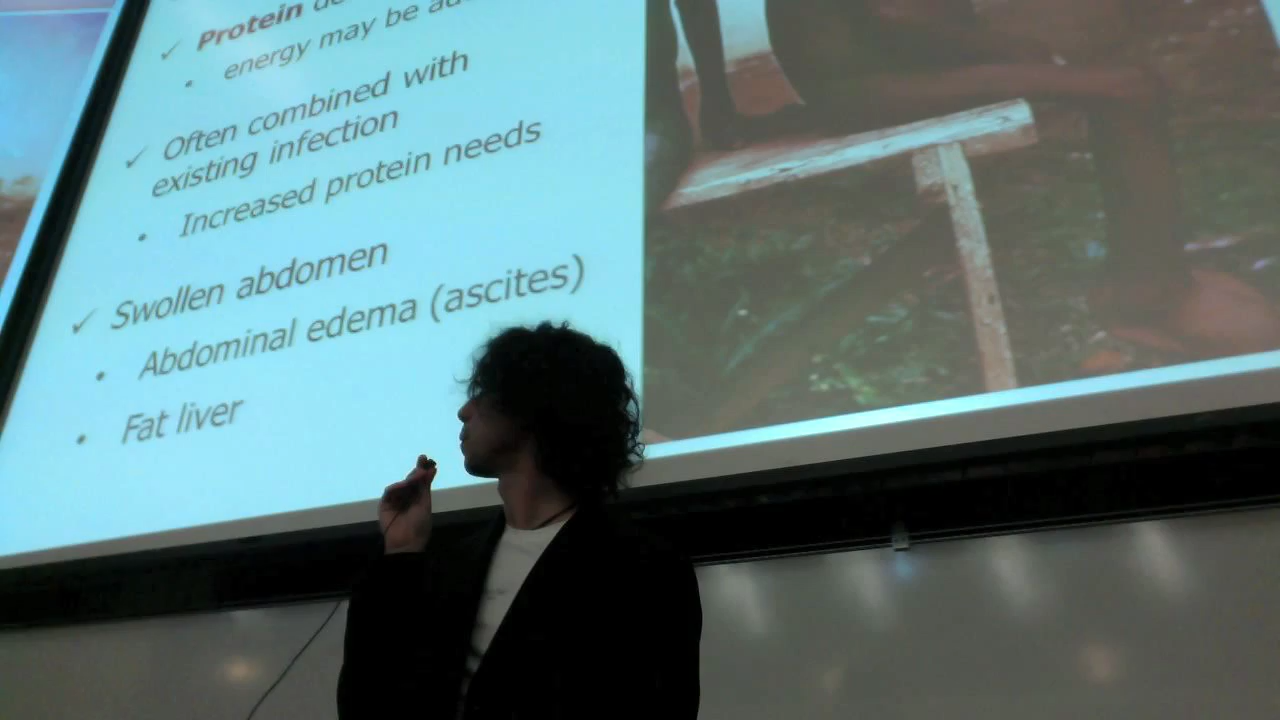 ✓ Protein
• energy may be
✓ Often combined with
existing infection
• Increased protein needs
✓ Swollen abdomen
• Abdominal edema (ascites)
• Fat liver